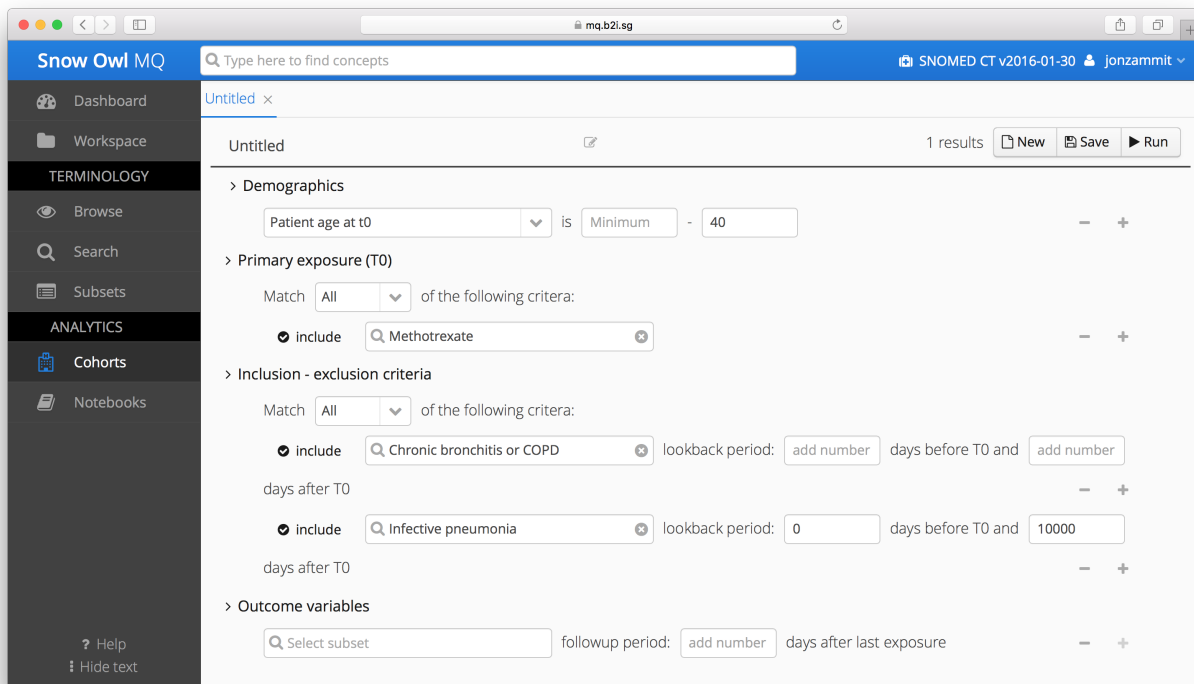 mq.b2i.sg
Snow Owl MQ
Type here to find concepts
SNOMED CT v2016-01-30
jonzammit
Dashboard
Workspace
TERMINOLOGY
Browse
Search
Subsets
ANALYTICS
Cohorts
Notebooks
? Help
Hide text
Untitled ×
Untitled
1 results New Save Run
Demographics
Patient age at t0 is Minimum - 40
Primary exposure (T0)
Match All of the following critera:
include Methotrexate
Inclusion - exclusion criteria
Match All of the following critera:
include Chronic bronchitis or COPD lookback period: add number days before T0 and add number
days after T0
include Infective pneumonia lookback period: 0 days before T0 and 10000
days after T0
Outcome variables
Select subset followup period: add number days after last exposure